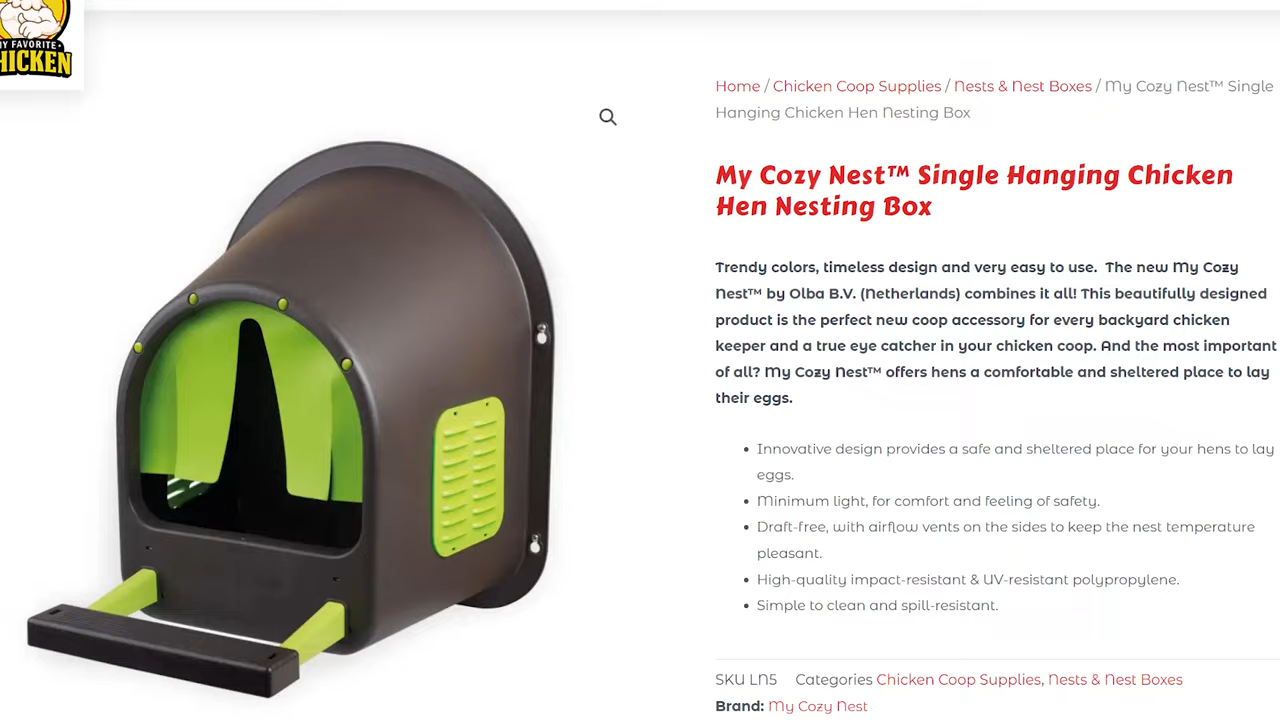 MY FAVORITE
CHICKEN
Home / Chicken Coop Supplies / Nests & Nest Boxes / My Cozy Nest™ Single
Hanging Chicken Hen Nesting Box
My Cozy Nest™ Single Hanging Chicken
Hen Nesting Box
Trendy colors, timeless design and very easy to use. The new My Cozy
Nest™ by Olba B.V. (Netherlands) combines it all! This beautifully designed
product is the perfect new coop accessory for every backyard chicken
keeper and a true eye catcher in your chicken coop. And the most important
of all? My Cozy Nest™ offers hens a comfortable and sheltered place to lay
their eggs.
• Innovative design provides a safe and sheltered place for your hens to lay
eggs.
• Minimum light, for comfort and feeling of safety.
• Draft-free, with airflow vents on the sides to keep the nest temperature
pleasant.
• High-quality impact-resistant & UV-resistant polypropylene.
• Simple to clean and spill-resistant.
SKU LN5 Categories Chicken Coop Supplies, Nests & Nest Boxes
Brand: My Cozy Nest